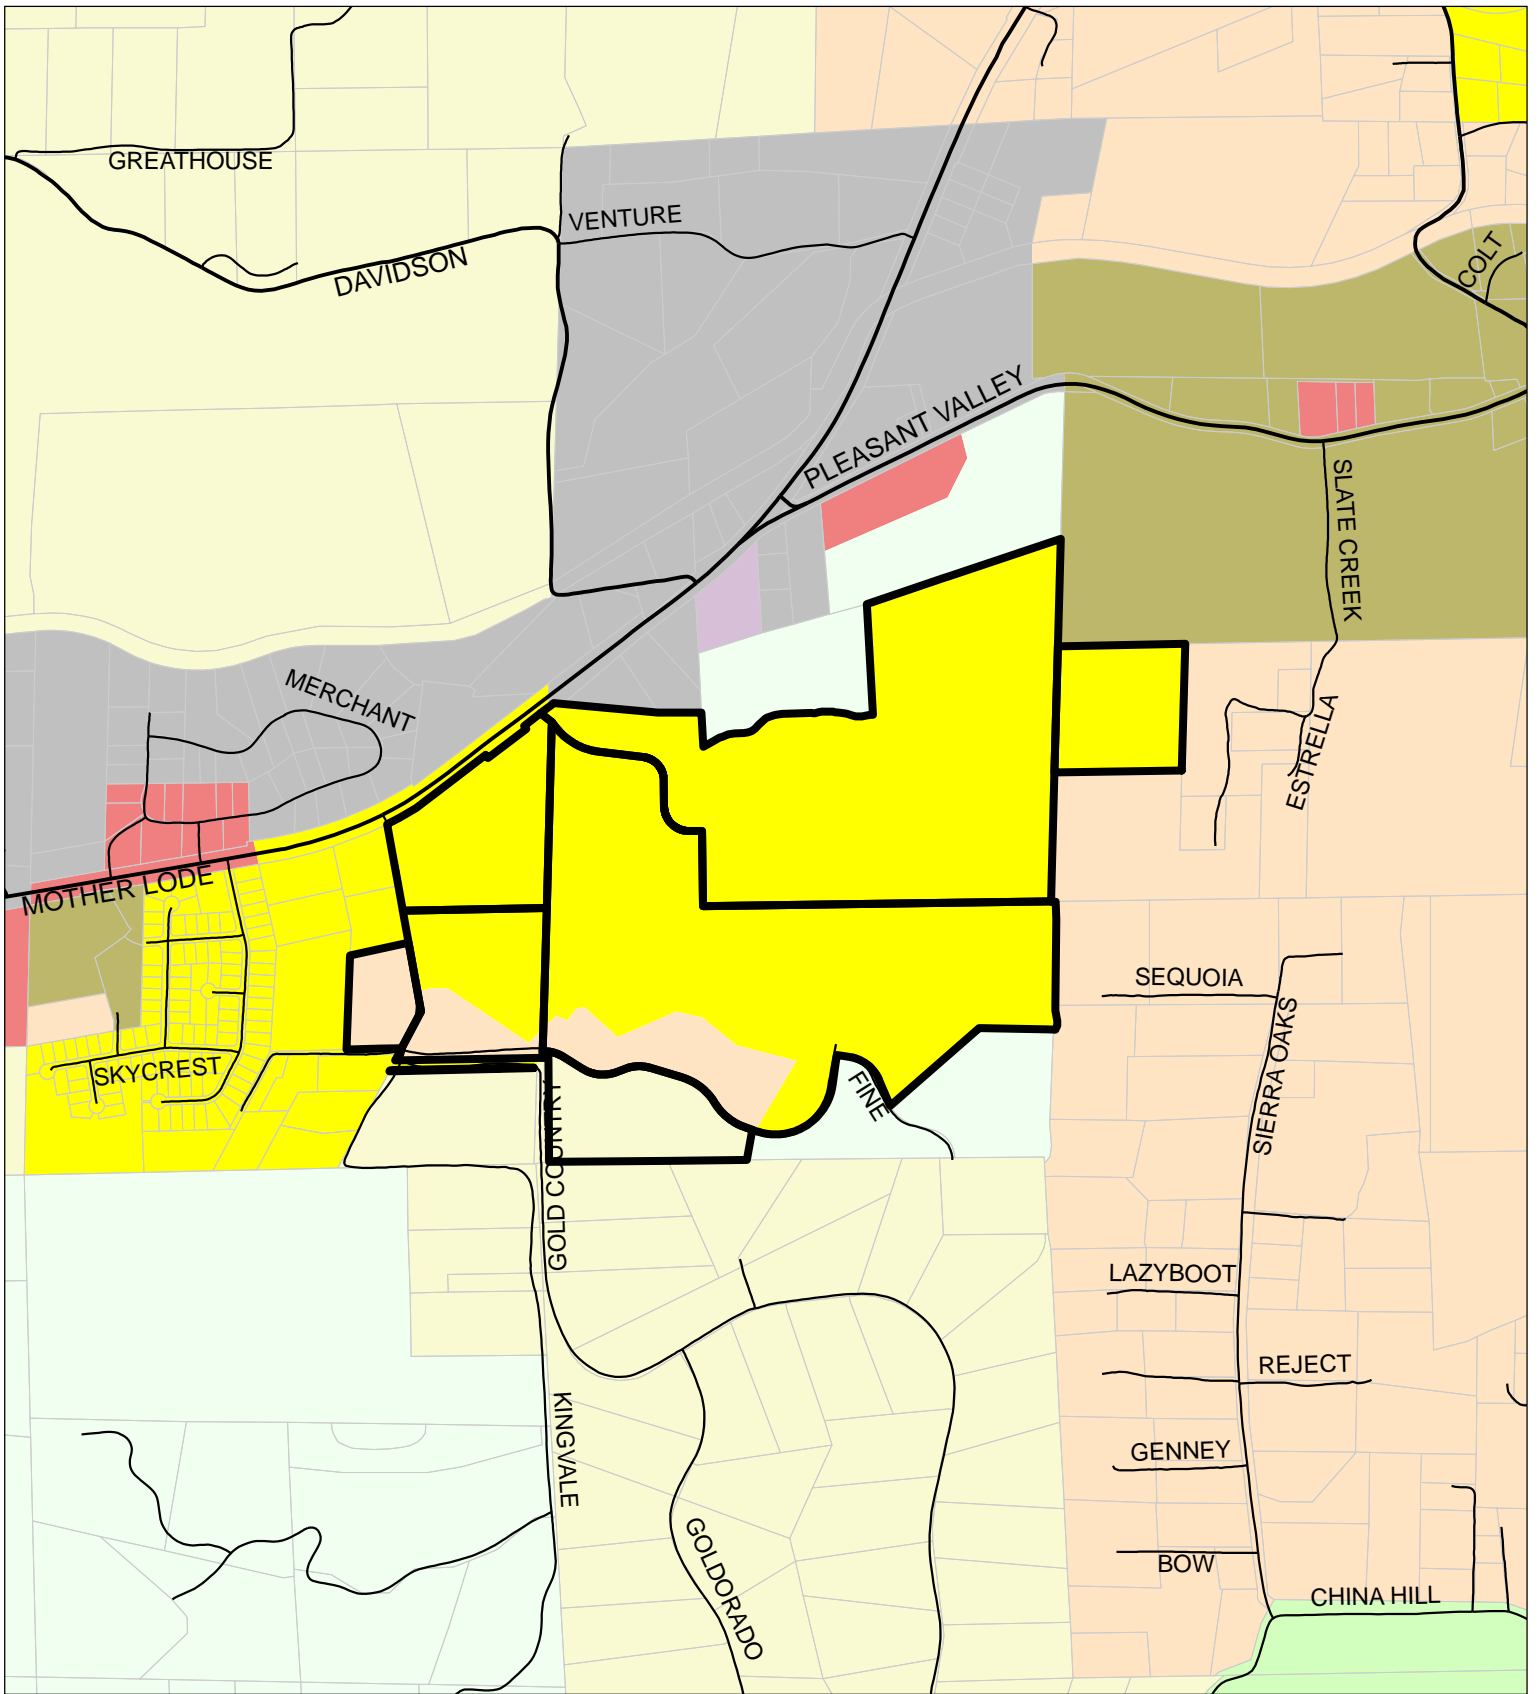 GREATHOUSE
VENTURE
DAVIDSON
COLT
PLEASANT VALLEY
SLATE CREEK
MERCHANT
ESTRELLA
MOTHER LODE
SEQUOIA
SIERRA OAKS
SKYCREST
FINE
GOLD COUNTRY
LAZYBOOT
REJECT
KINGVALE
GENNEY
GOLDORADO
BOW
CHINA HILL